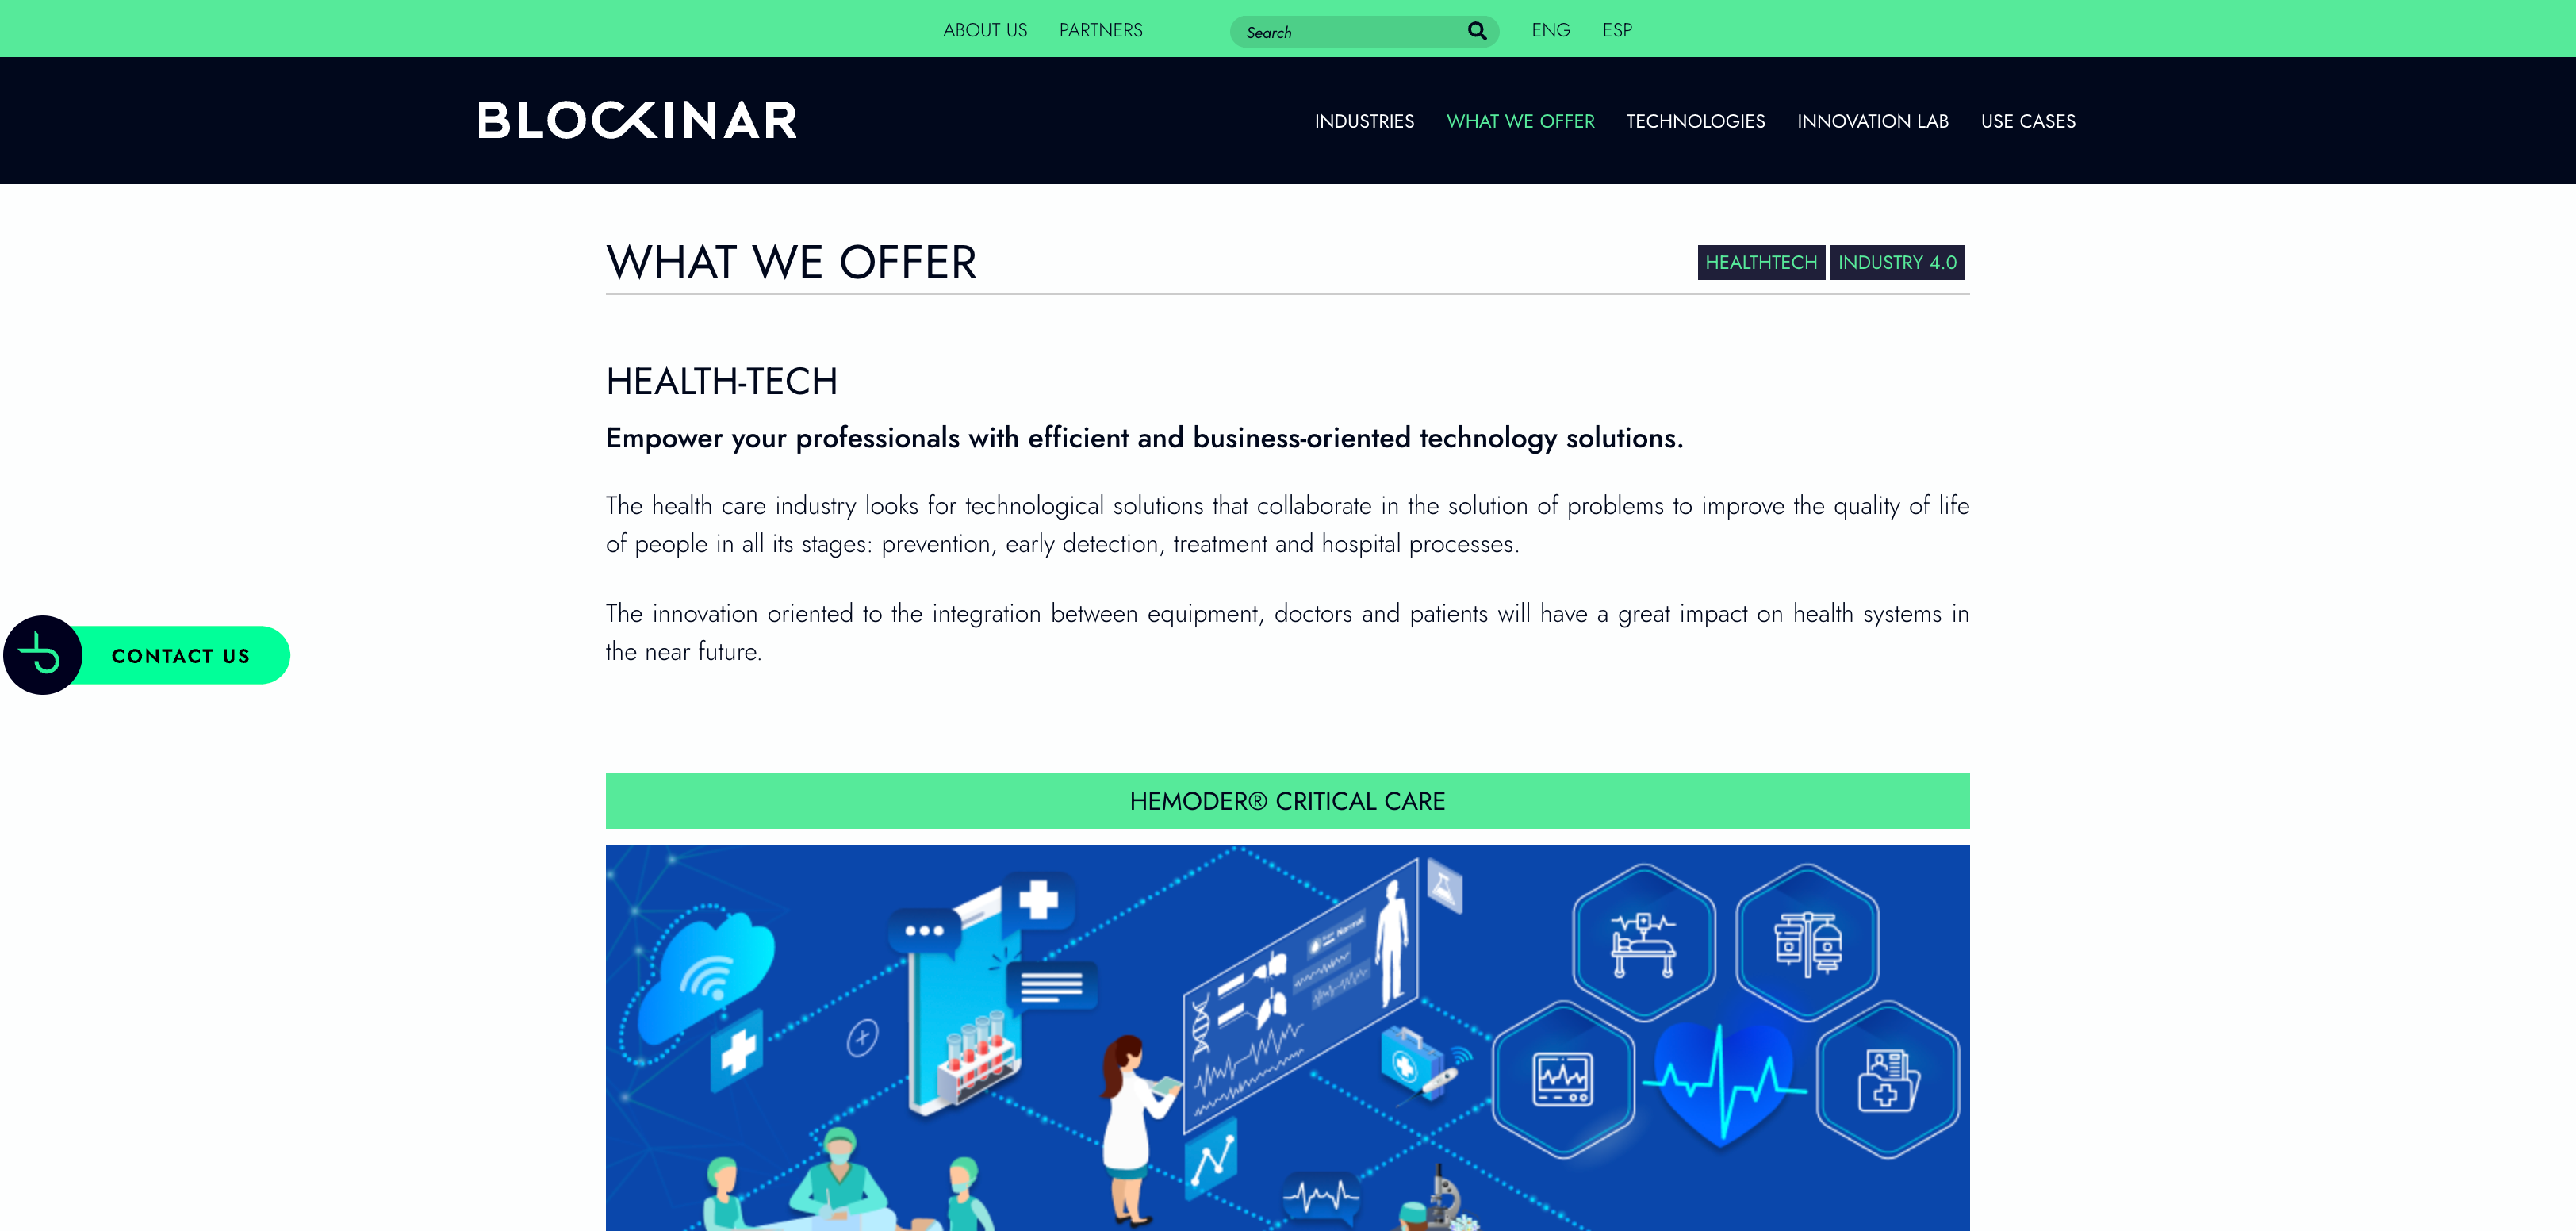 ABOUT US PARTNERS Search ENG ESP
BLOCKINAR INDUSTRIES WHAT WE OFFER TECHNOLOGIES INNOVATION LAB USE CASES
WHAT WE OFFER HEALTHTECH INDUSTRY 4.0
HEALTH-TECH
Empower your professionals with efficient and business-oriented technology solutions.
The health care industry looks for technological solutions that collaborate in the solution of problems to improve the quality of life
of people in all its stages: prevention, early detection, treatment and hospital processes.
The innovation oriented to the integration between equipment, doctors and patients will have a great impact on health systems in
the near future.
CONTACT US
HEMODER® CRITICAL CARE
Normal